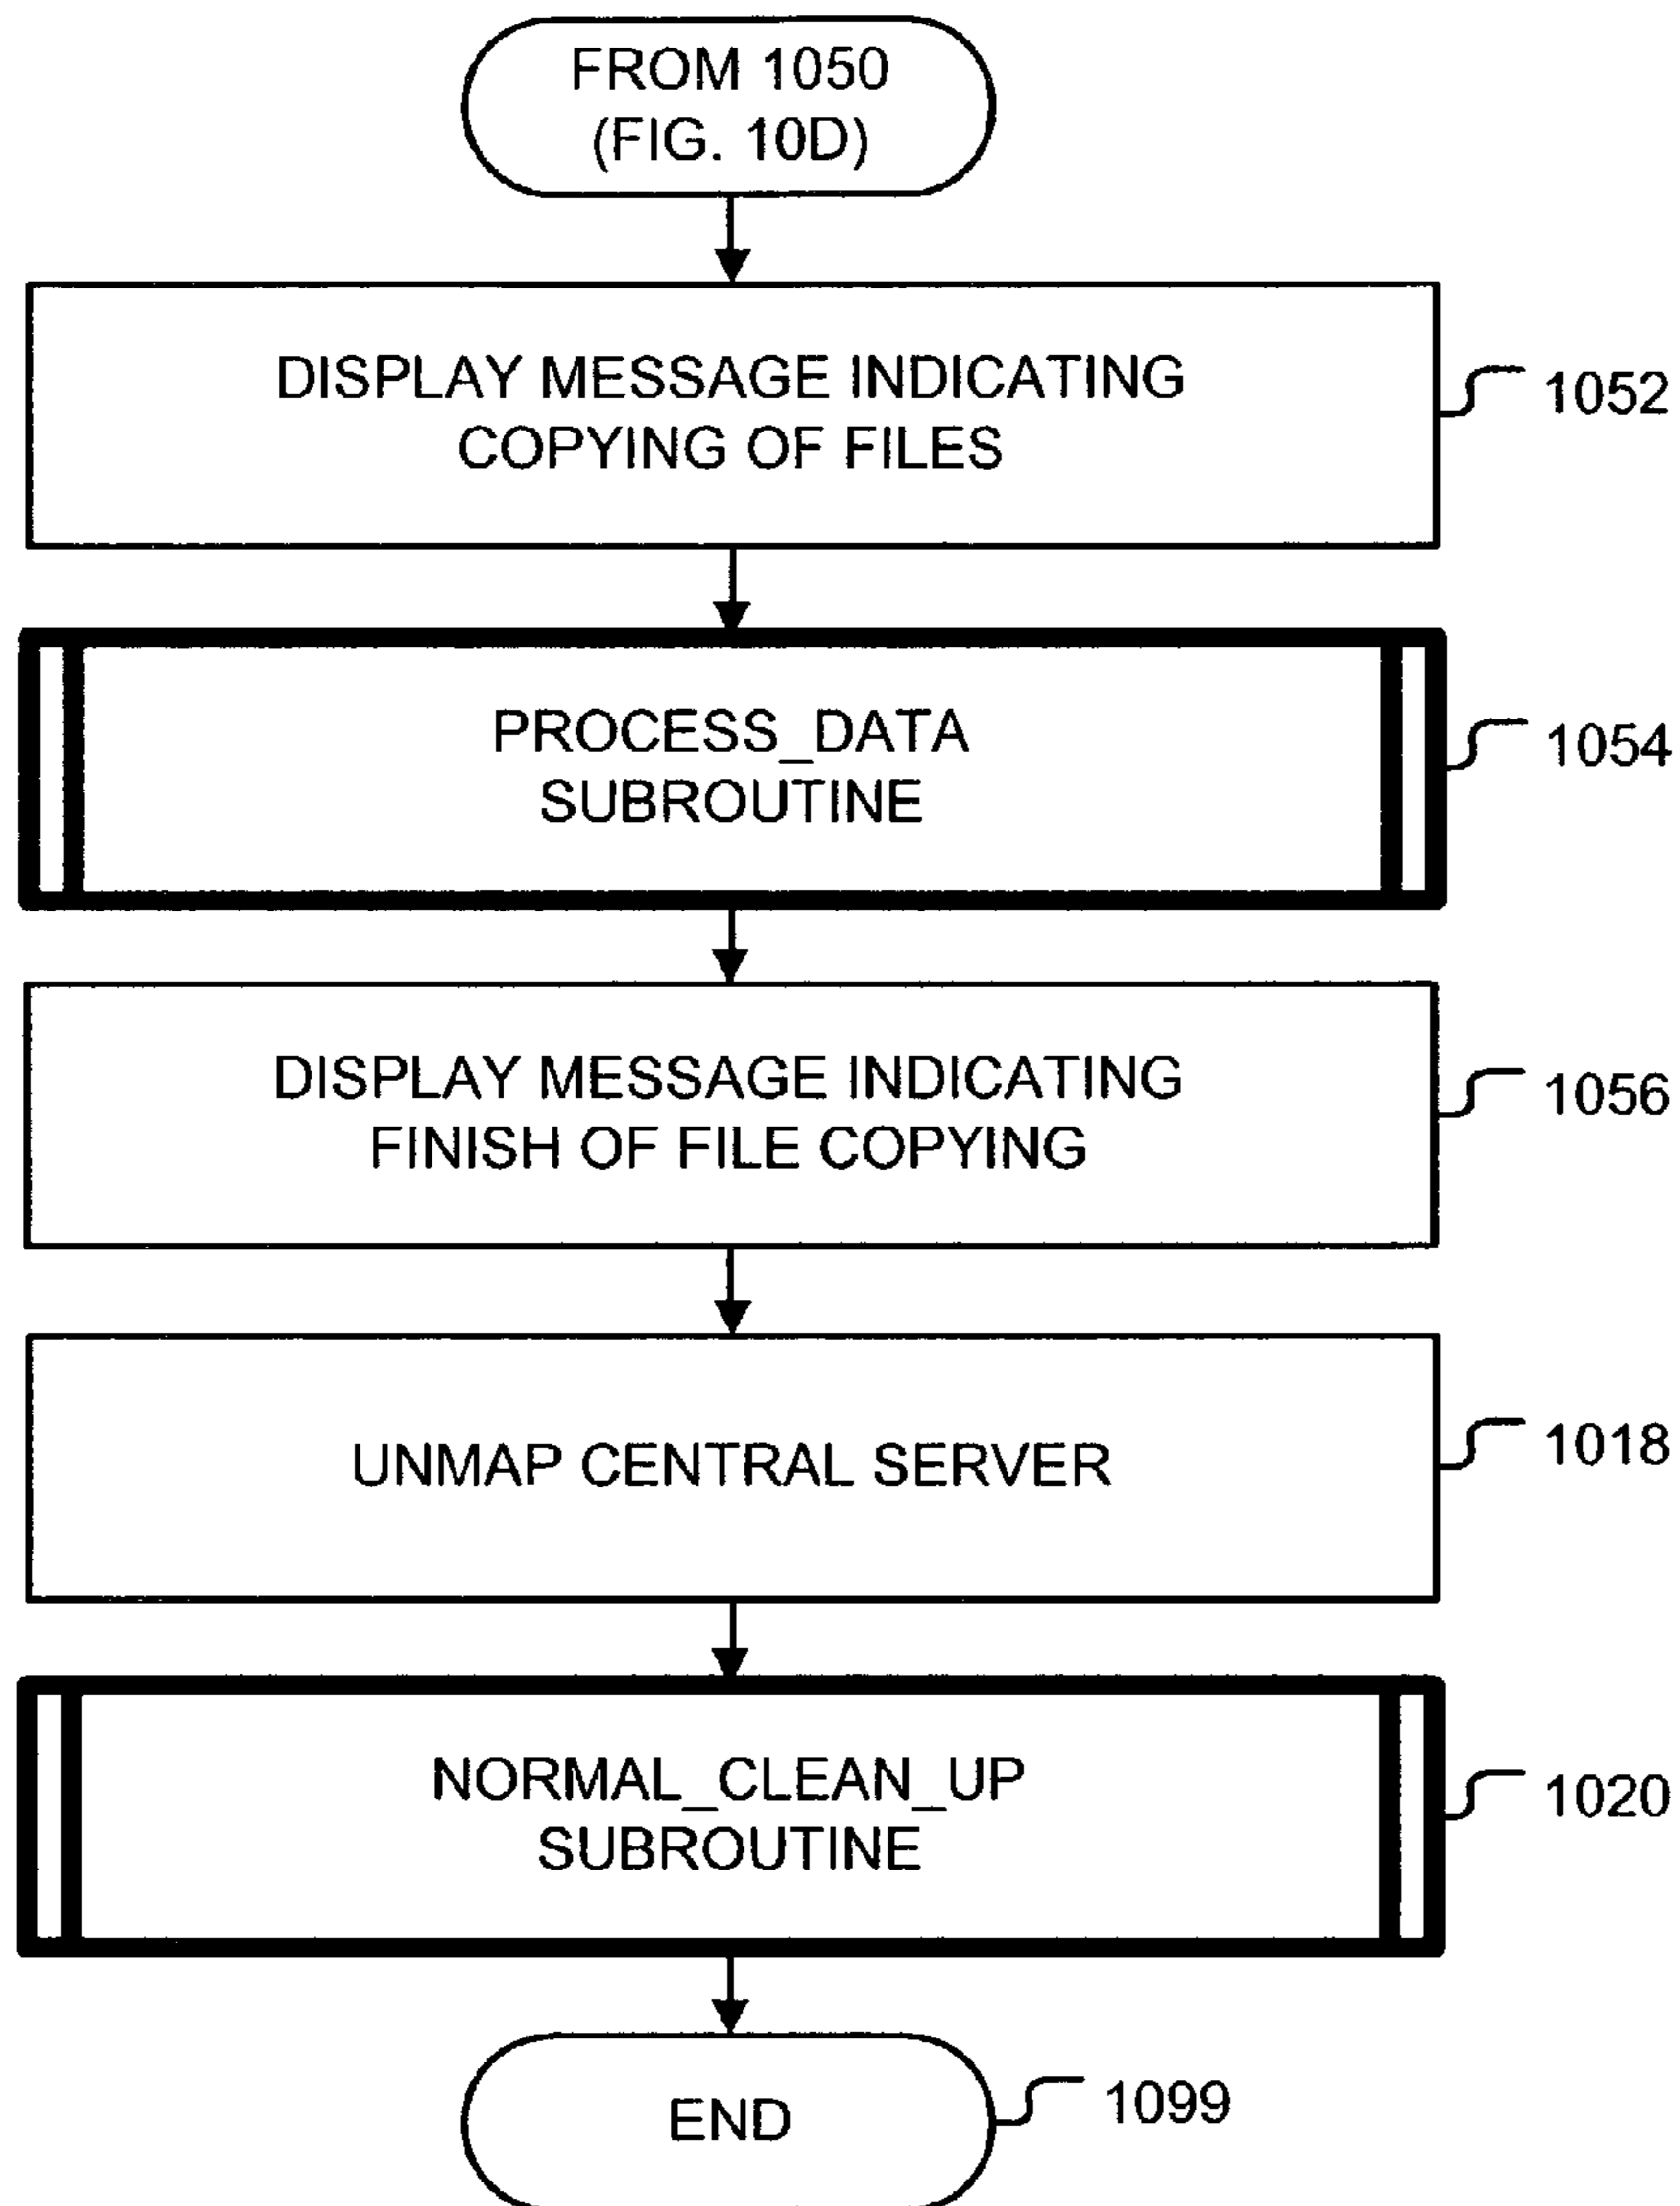 FROM 1050
(FIG. 10D)
DISPLAY MESSAGE INDICATING
COPYING OF FILES
1052
PROCESS_DATA
SUBROUTINE
1054
DISPLAY MESSAGE INDICATING
FINISH OF FILE COPYING
1056
UNMAP CENTRAL SERVER
1018
NORMAL_CLEAN_UP
SUBROUTINE
1020
END
1099